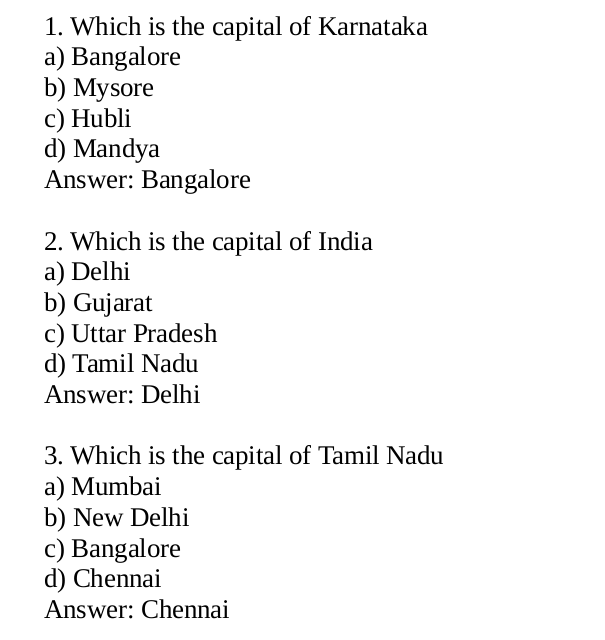 1. Which is the capital of Karnataka
a) Bangalore
b) Mysore
c) Hubli
d) Mandya
Answer: Bangalore
2. Which is the capital of India
a) Delhi
b) Gujarat
c) Uttar Pradesh
d) Tamil Nadu
Answer: Delhi
3. Which is the capital of Tamil Nadu
a) Mumbai
b) New Delhi
c) Bangalore
d) Chennai
Answer: Chennai